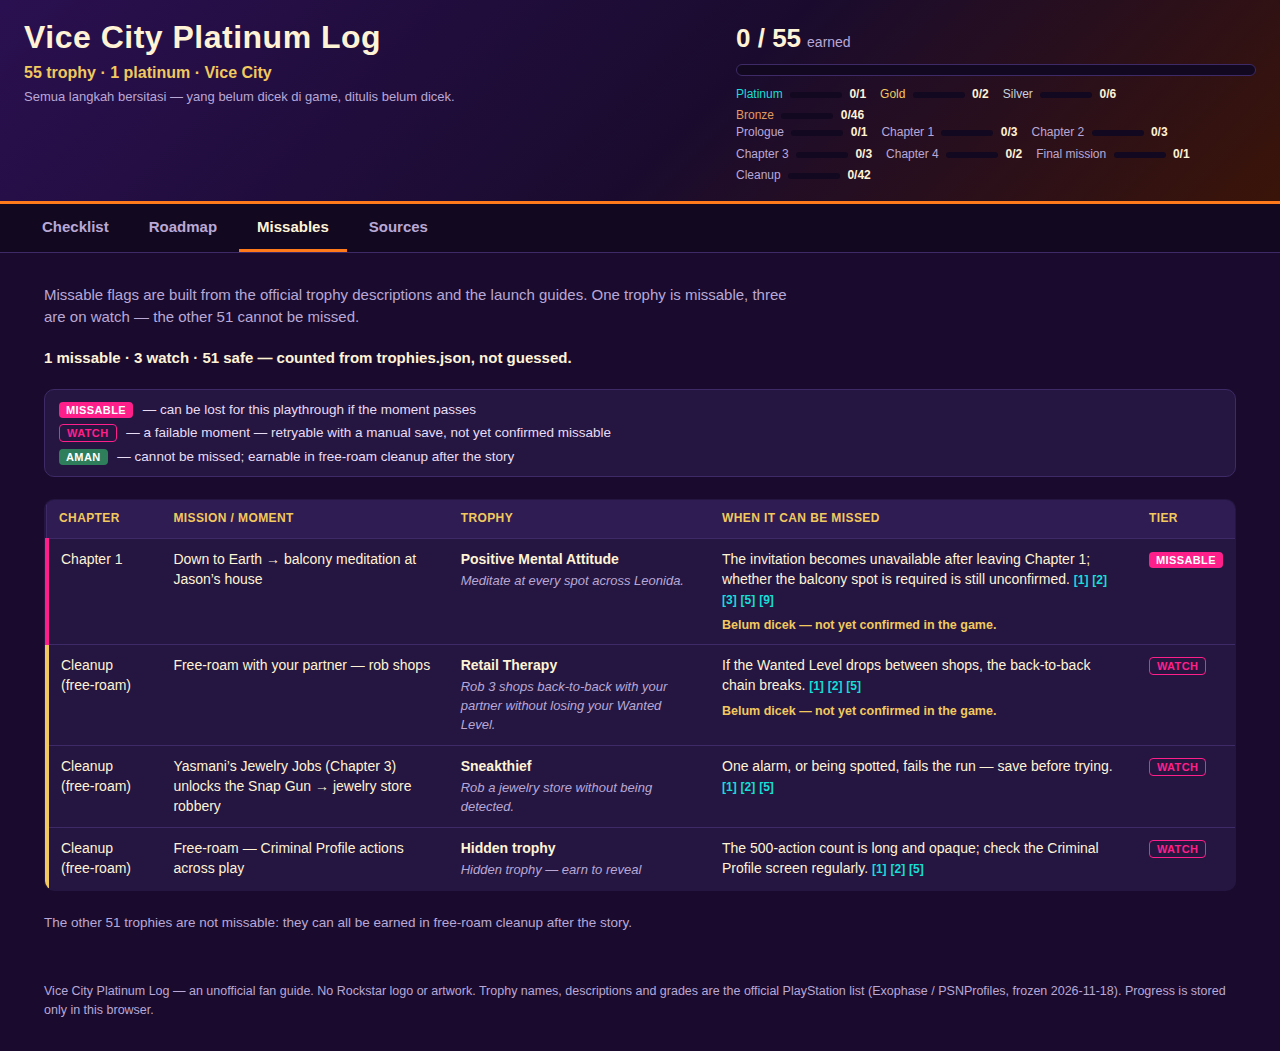 Vice City Platinum Log
55 trophy · 1 platinum · Vice City
Semua langkah bersitasi — yang belum dicek di game, ditulis belum dicek.
0 / 55 earned
Platinum 0/1 Gold 0/2 Silver 0/6
Bronze 0/46
Prologue 0/1 Chapter 1 0/3 Chapter 2 0/3
Chapter 3 0/3 Chapter 4 0/2 Final mission 0/1
Cleanup 0/42
Checklist Roadmap Missables Sources
Missable flags are built from the official trophy descriptions and the launch guides. One trophy is missable, three
are on watch — the other 51 cannot be missed.
1 missable · 3 watch · 51 safe — counted from trophies.json, not guessed.
MISSABLE — can be lost for this playthrough if the moment passes
WATCH — a failable moment — retryable with a manual save, not yet confirmed missable
AMAN — cannot be missed; earnable in free-roam cleanup after the story
CHAPTER MISSION / MOMENT TROPHY WHEN IT CAN BE MISSED TIER
Chapter 1
Down to Earth → balcony meditation at
Jason’s house
Positive Mental Attitude
Meditate at every spot across Leonida.
The invitation becomes unavailable after leaving Chapter 1;
whether the balcony spot is required is still unconfirmed. [1] [2]
[3] [5] [9]
Belum dicek — not yet confirmed in the game.
MISSABLE
Cleanup
(free-roam)
Free-roam with your partner — rob shops
Retail Therapy
Rob 3 shops back-to-back with your
partner without losing your Wanted
Level.
If the Wanted Level drops between shops, the back-to-back
chain breaks. [1] [2] [5]
Belum dicek — not yet confirmed in the game.
WATCH
Cleanup
(free-roam)
Yasmani’s Jewelry Jobs (Chapter 3)
unlocks the Snap Gun → jewelry store
robbery
Sneakthief
Rob a jewelry store without being
detected.
One alarm, or being spotted, fails the run — save before trying.
[1] [2] [5]
WATCH
Cleanup
(free-roam)
Free-roam — Criminal Profile actions
across play
Hidden trophy
Hidden trophy — earn to reveal
The 500-action count is long and opaque; check the Criminal
Profile screen regularly. [1] [2] [5]
WATCH
The other 51 trophies are not missable: they can all be earned in free-roam cleanup after the story.
Vice City Platinum Log — an unofficial fan guide. No Rockstar logo or artwork. Trophy names, descriptions and grades are the official PlayStation list (Exophase / PSNProfiles, frozen 2026-11-18). Progress is stored
only in this browser.